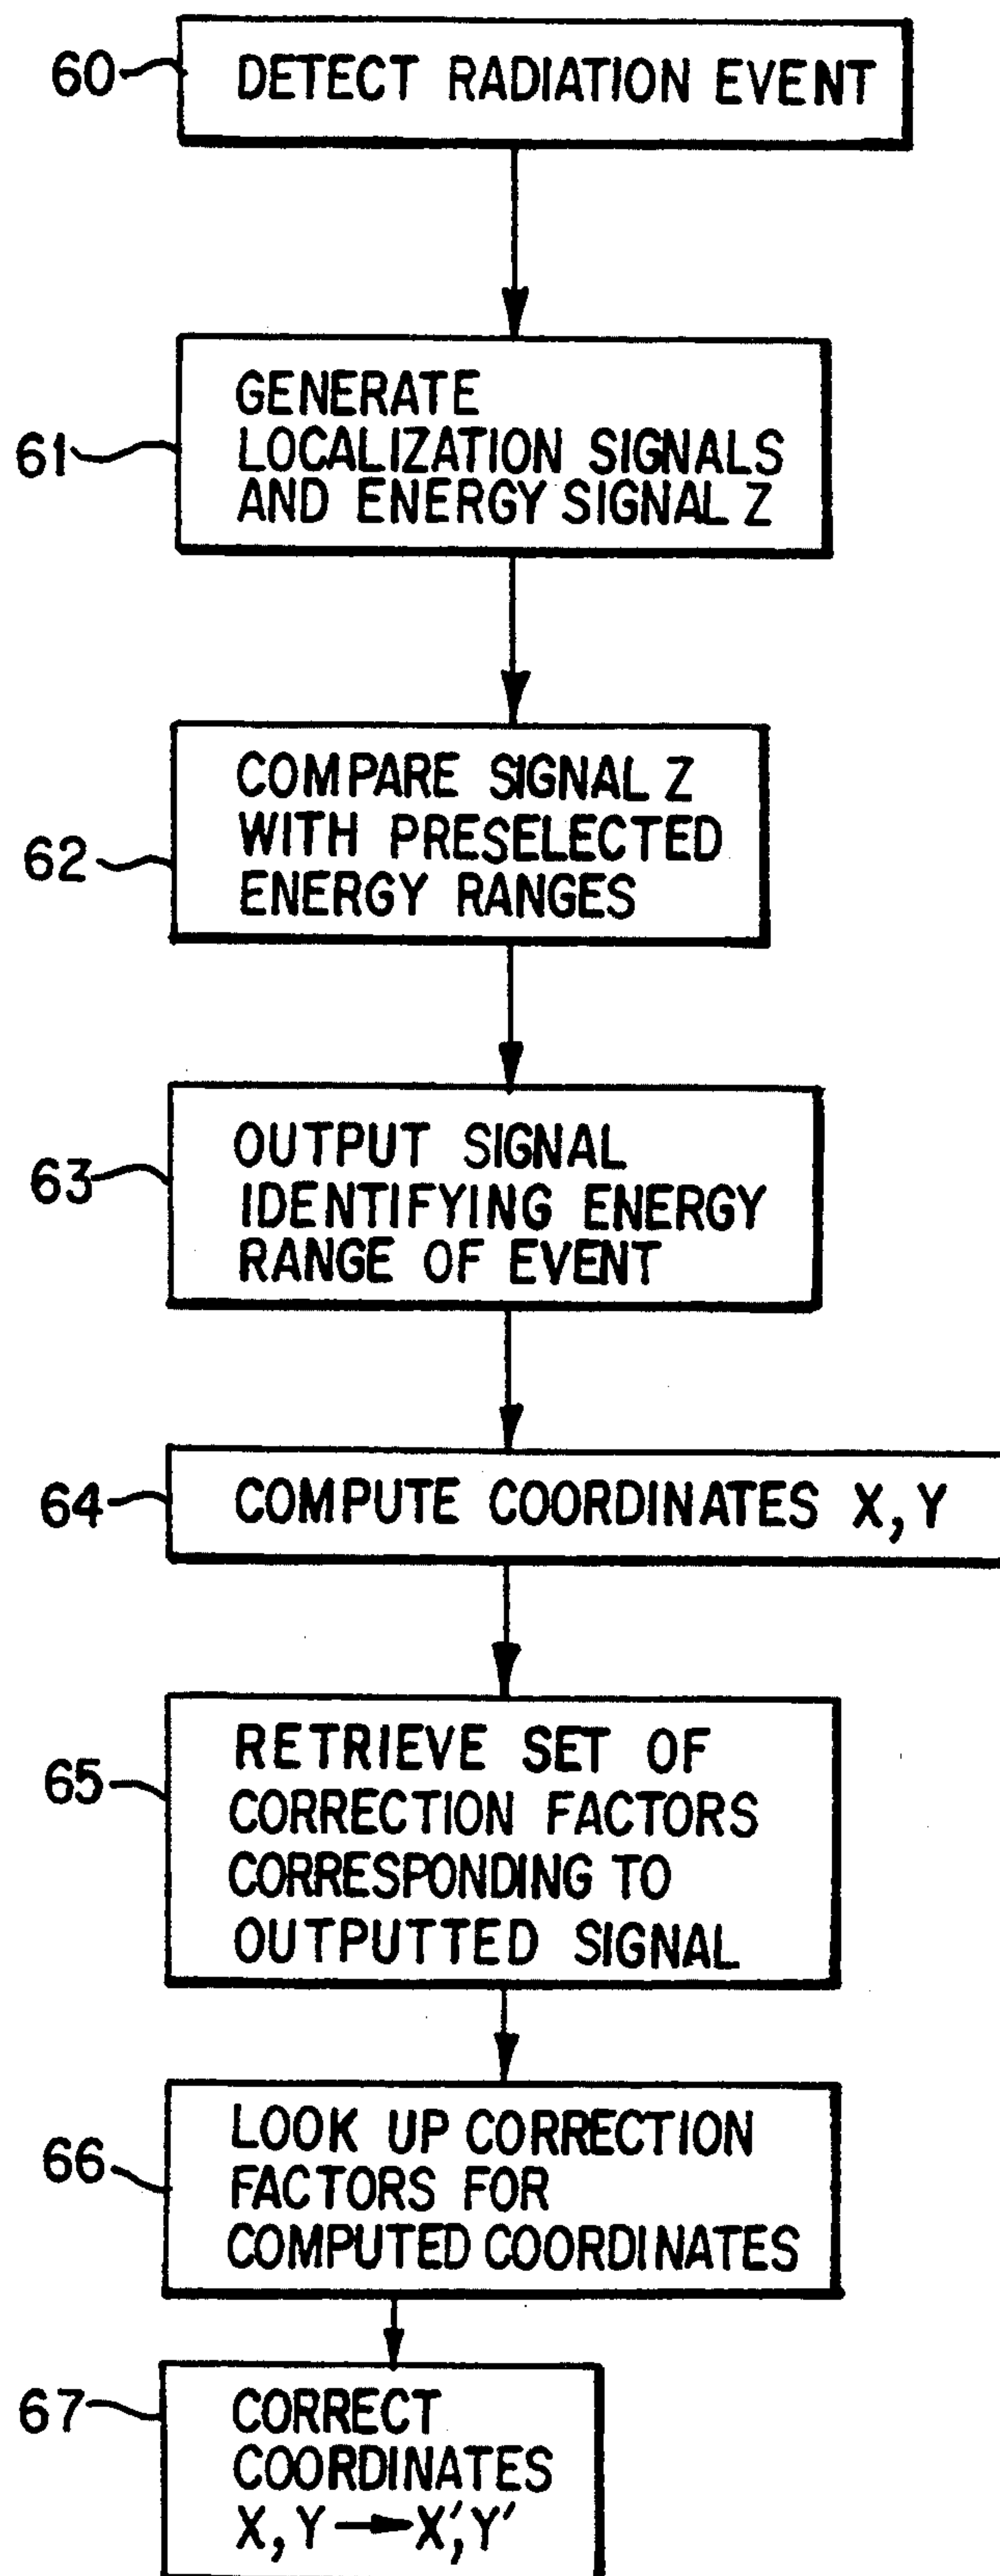 60
DETECT RADIATION EVENT
61
GENERATE
LOCALIZATION SIGNALS
AND ENERGY SIGNAL Z
62
COMPARE SIGNAL Z
WITH PRESELECTED
ENERGY RANGES
63
OUTPUT SIGNAL
IDENTIFYING ENERGY
RANGE OF EVENT
64
COMPUTE COORDINATES X, Y
65
RETRIEVE SET OF
CORRECTION FACTORS
CORRESPONDING TO
OUTPUTTED SIGNAL
66
LOOK UP CORRECTION
FACTORS FOR
COMPUTED COORDINATES
67
CORRECT
COORDINATES
X, Y → X', Y'